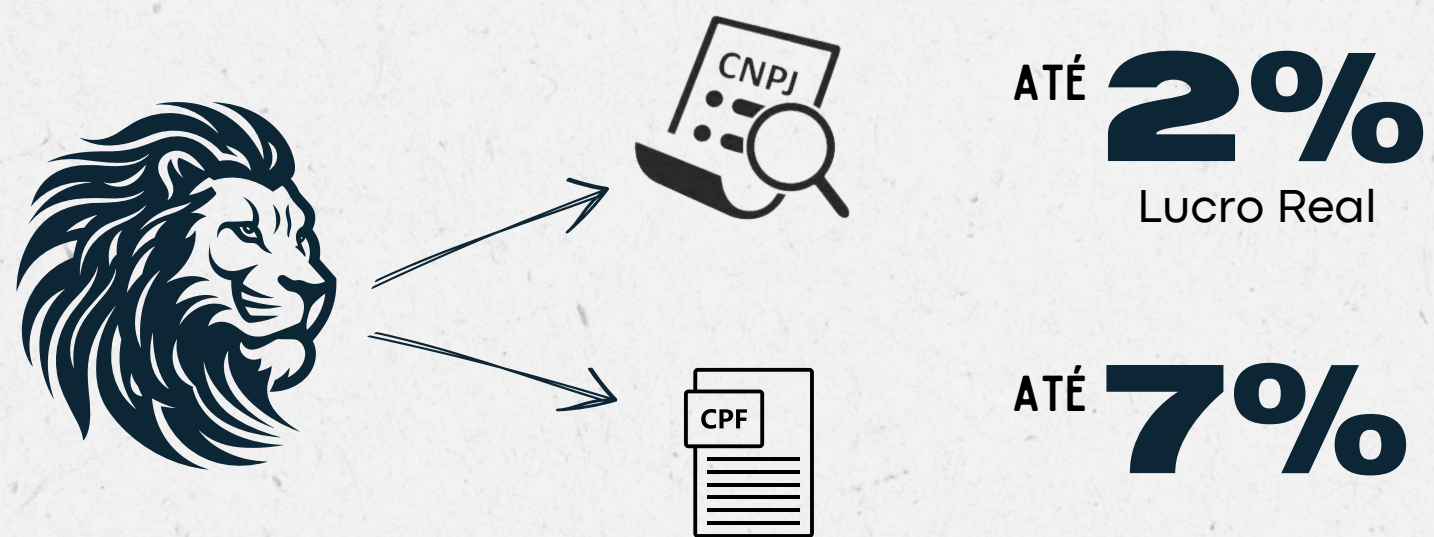 CNPJ
ATÉ 2%
Lucro Real
CPF
ATÉ 7%